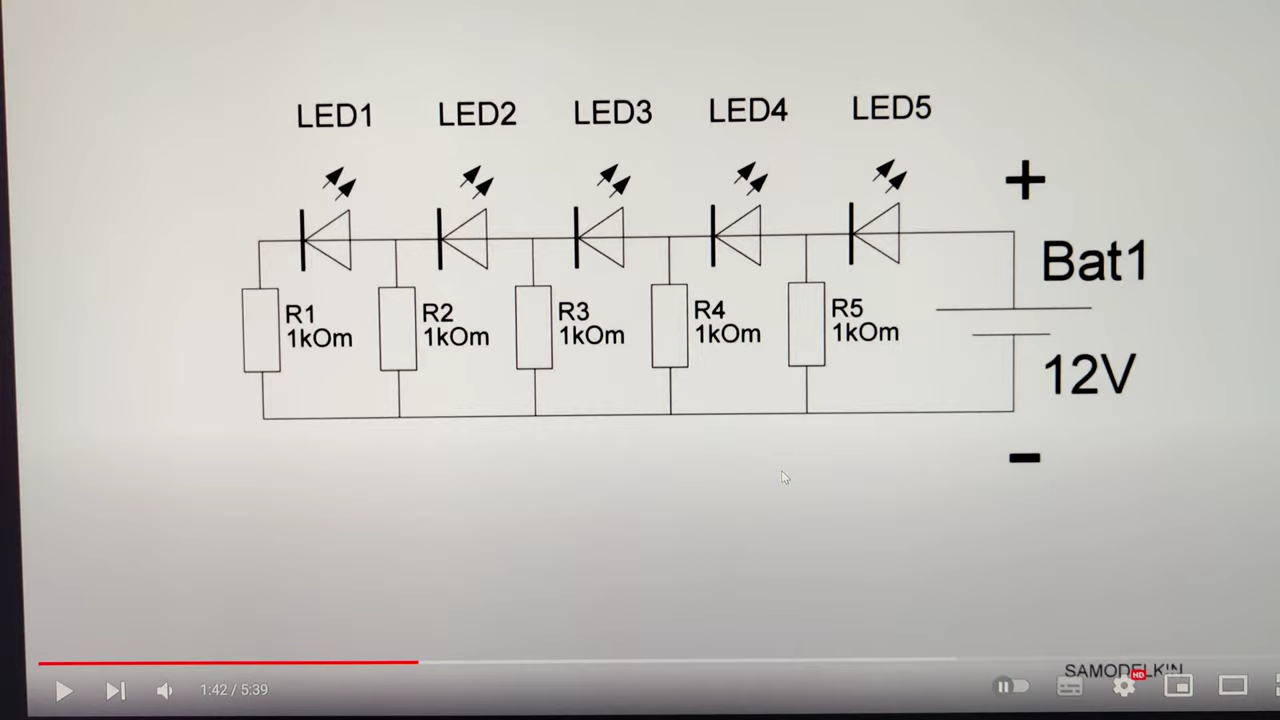 LED1 LED2 LED3 LED4 LED5
+
Bat1
R1 R2 R3 R4 R5
1kOm 1kOm 1kOm 1kOm 1kOm
12V
-
SAMODELKIN
1:42 / 5:39
HD